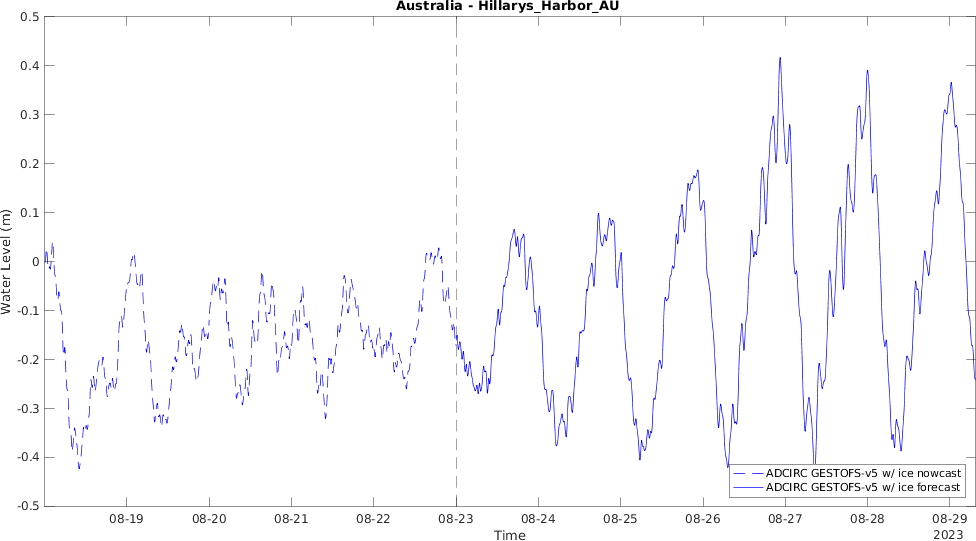 Australia - Hillarys_Harbor_AU
0.5
0.4
0.3
0.2
0.1
0
-0.1
-0.2
-0.3
-0.4
-0.5
Water Level (m)
ADCIRC GESTOFS-v5 w/ ice nowcast
ADCIRC GESTOFS-v5 w/ ice forecast
08-19 08-20 08-21 08-22 08-23 08-24 08-25 08-26 08-27 08-28 08-29
2023
Time